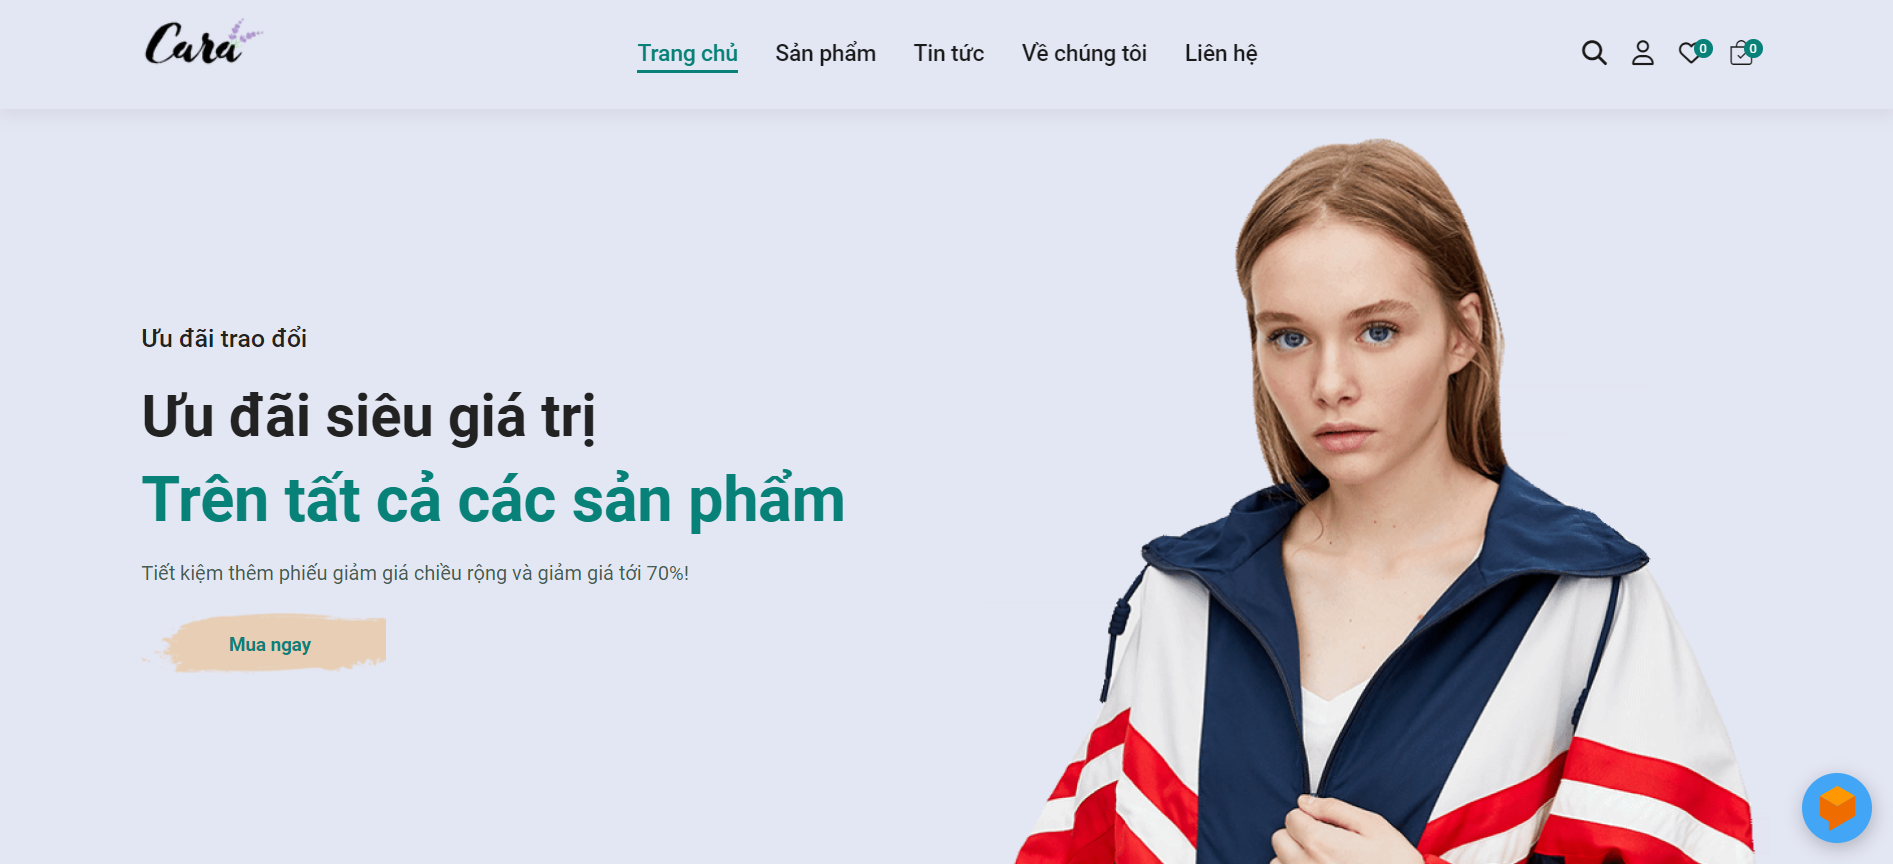 Cara
Trang chủ
Sản phẩm
Tin tức
Về chúng tôi
Liên hệ
0
0
Ưu đãi trao đổi
Ưu đãi siêu giá trị
Trên tất cả các sản phẩm
Tiết kiệm thêm phiếu giảm giá chiều rộng và giảm giá tới 70%!
Mua ngay